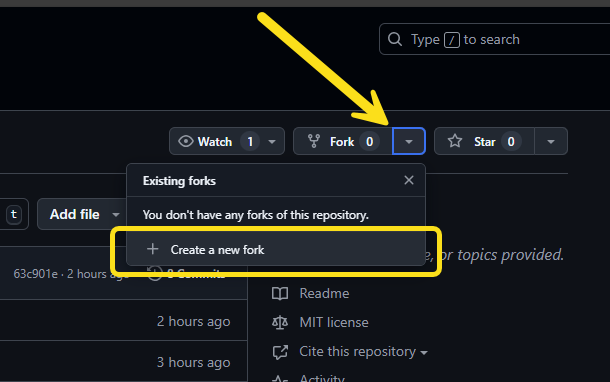 Type / to search
Watch 1
Fork 0
Star 0
Existing forks
You don't have any forks of this repository.
t
Add file
Create a new fork
e, or topics provided.
63c901e · 2 hours ago
8 Commits
Readme
2 hours ago
MIT license
Cite this repository
3 hours ago
Activity